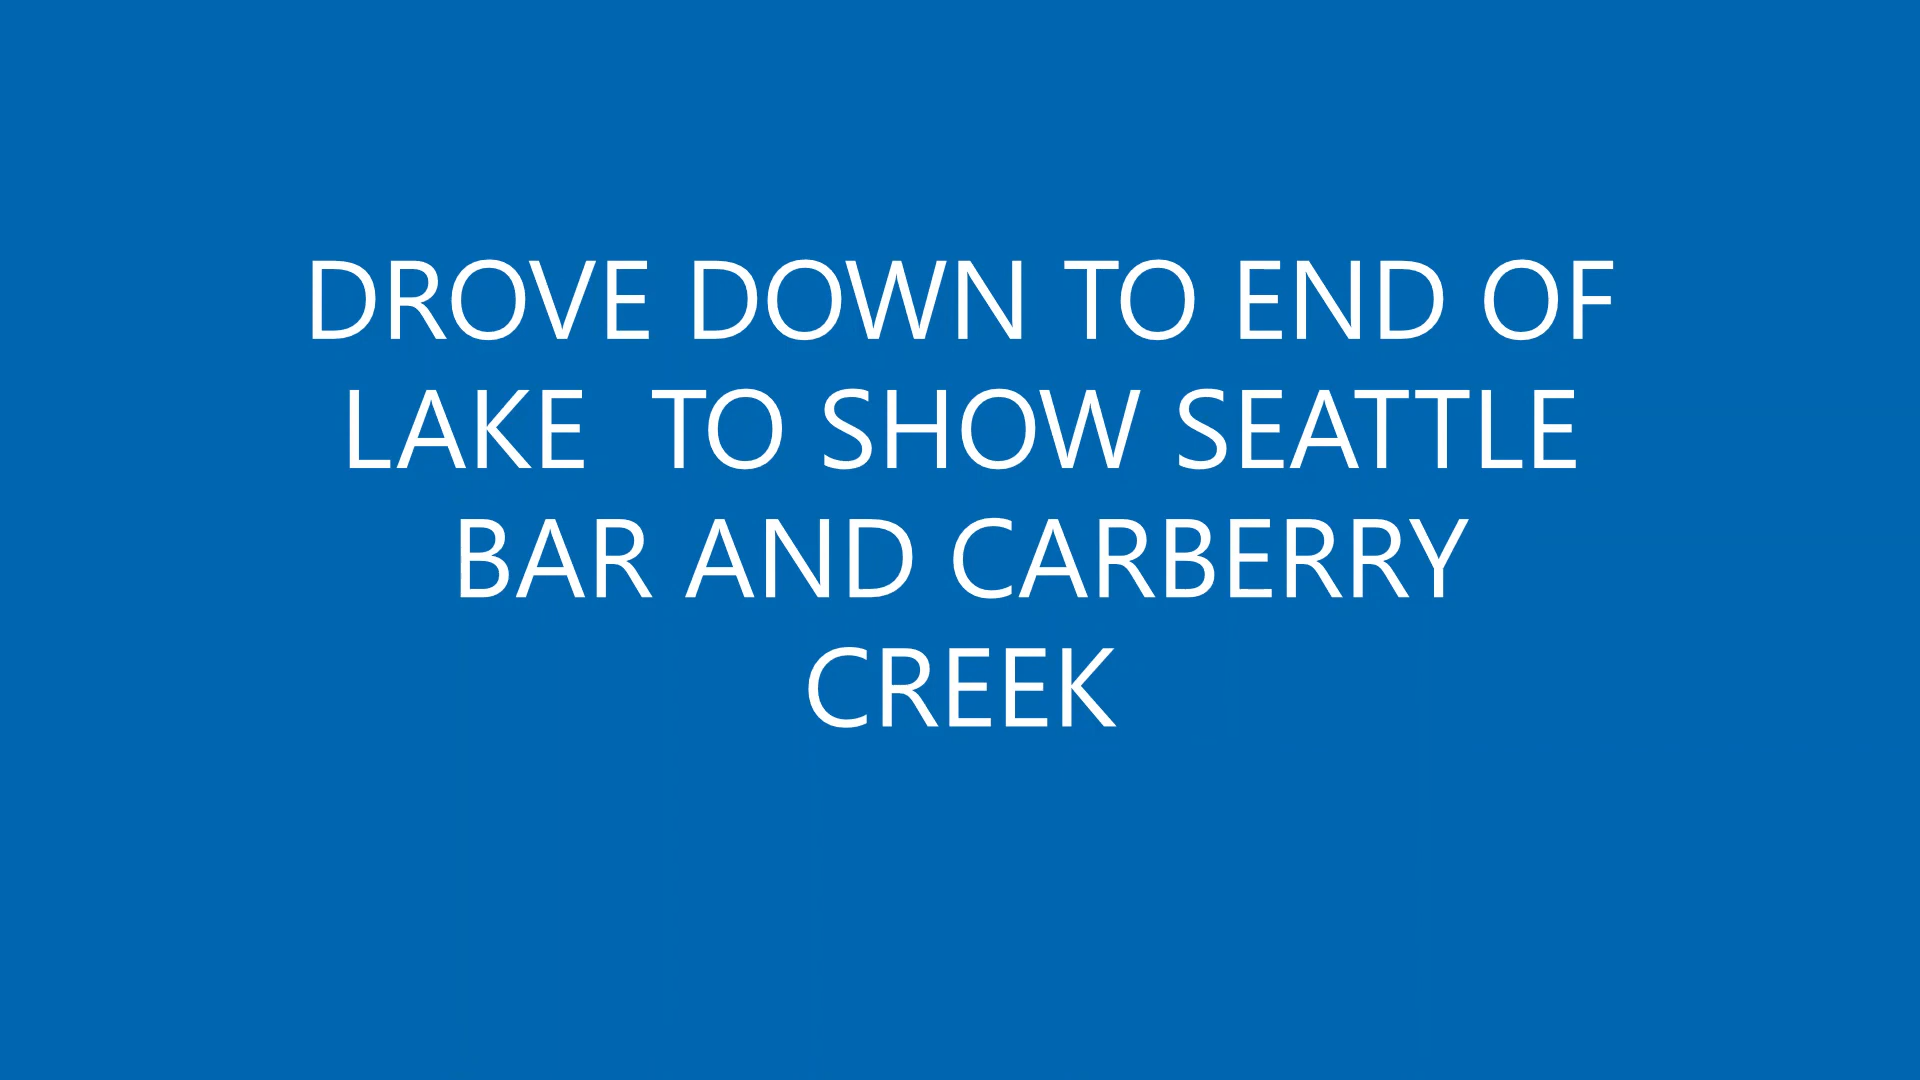 DROVE DOWN TO END OF
LAKE  TO SHOW SEATTLE
BAR AND CARBERRY
CREEK